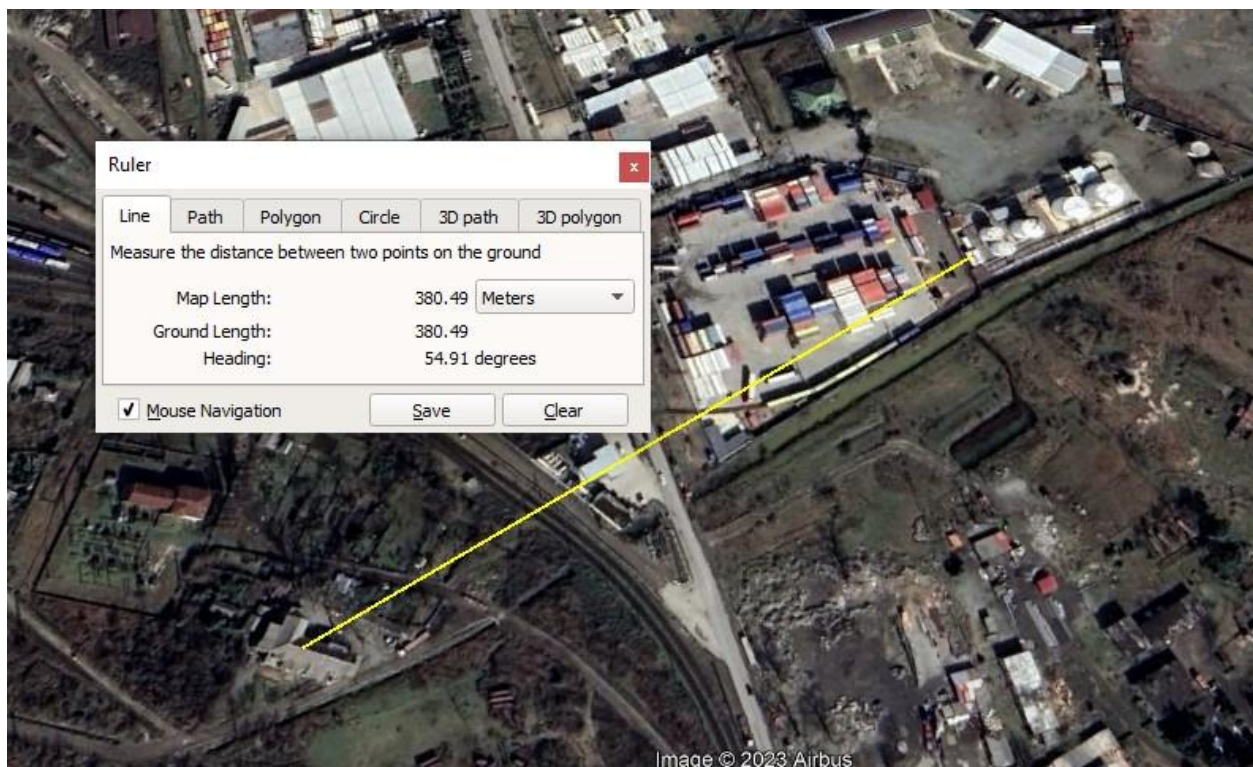 Ruler
x
Line Path Polygon Circle 3D path 3D polygon
Measure the distance between two points on the ground
Map Length: 380.49 Meters
Ground Length: 380.49
Heading: 54.91 degrees
Mouse Navigation Save Clear
Image © 2023 Airbus